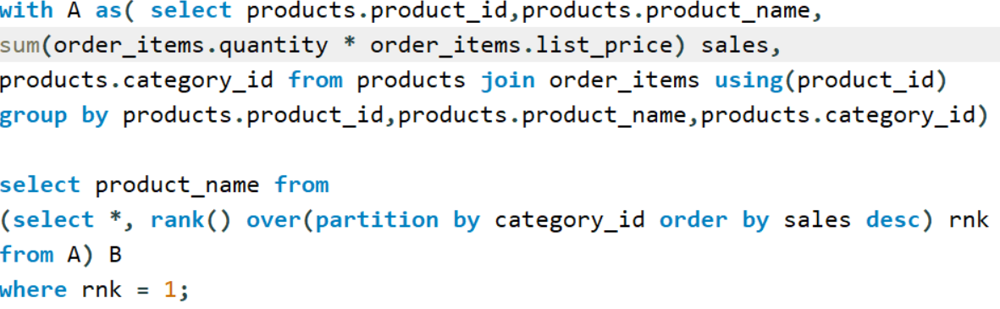 with A as( select products.product_id,products.product_name,
sum(order_items.quantity * order_items.list_price) sales,
products.category_id from products join order_items using(product_id)
group by products.product_id,products.product_name,products.category_id)
select product_name from
(select *, rank() over(partition by category_id order by sales desc) rnk
from A) B
where rnk = 1;